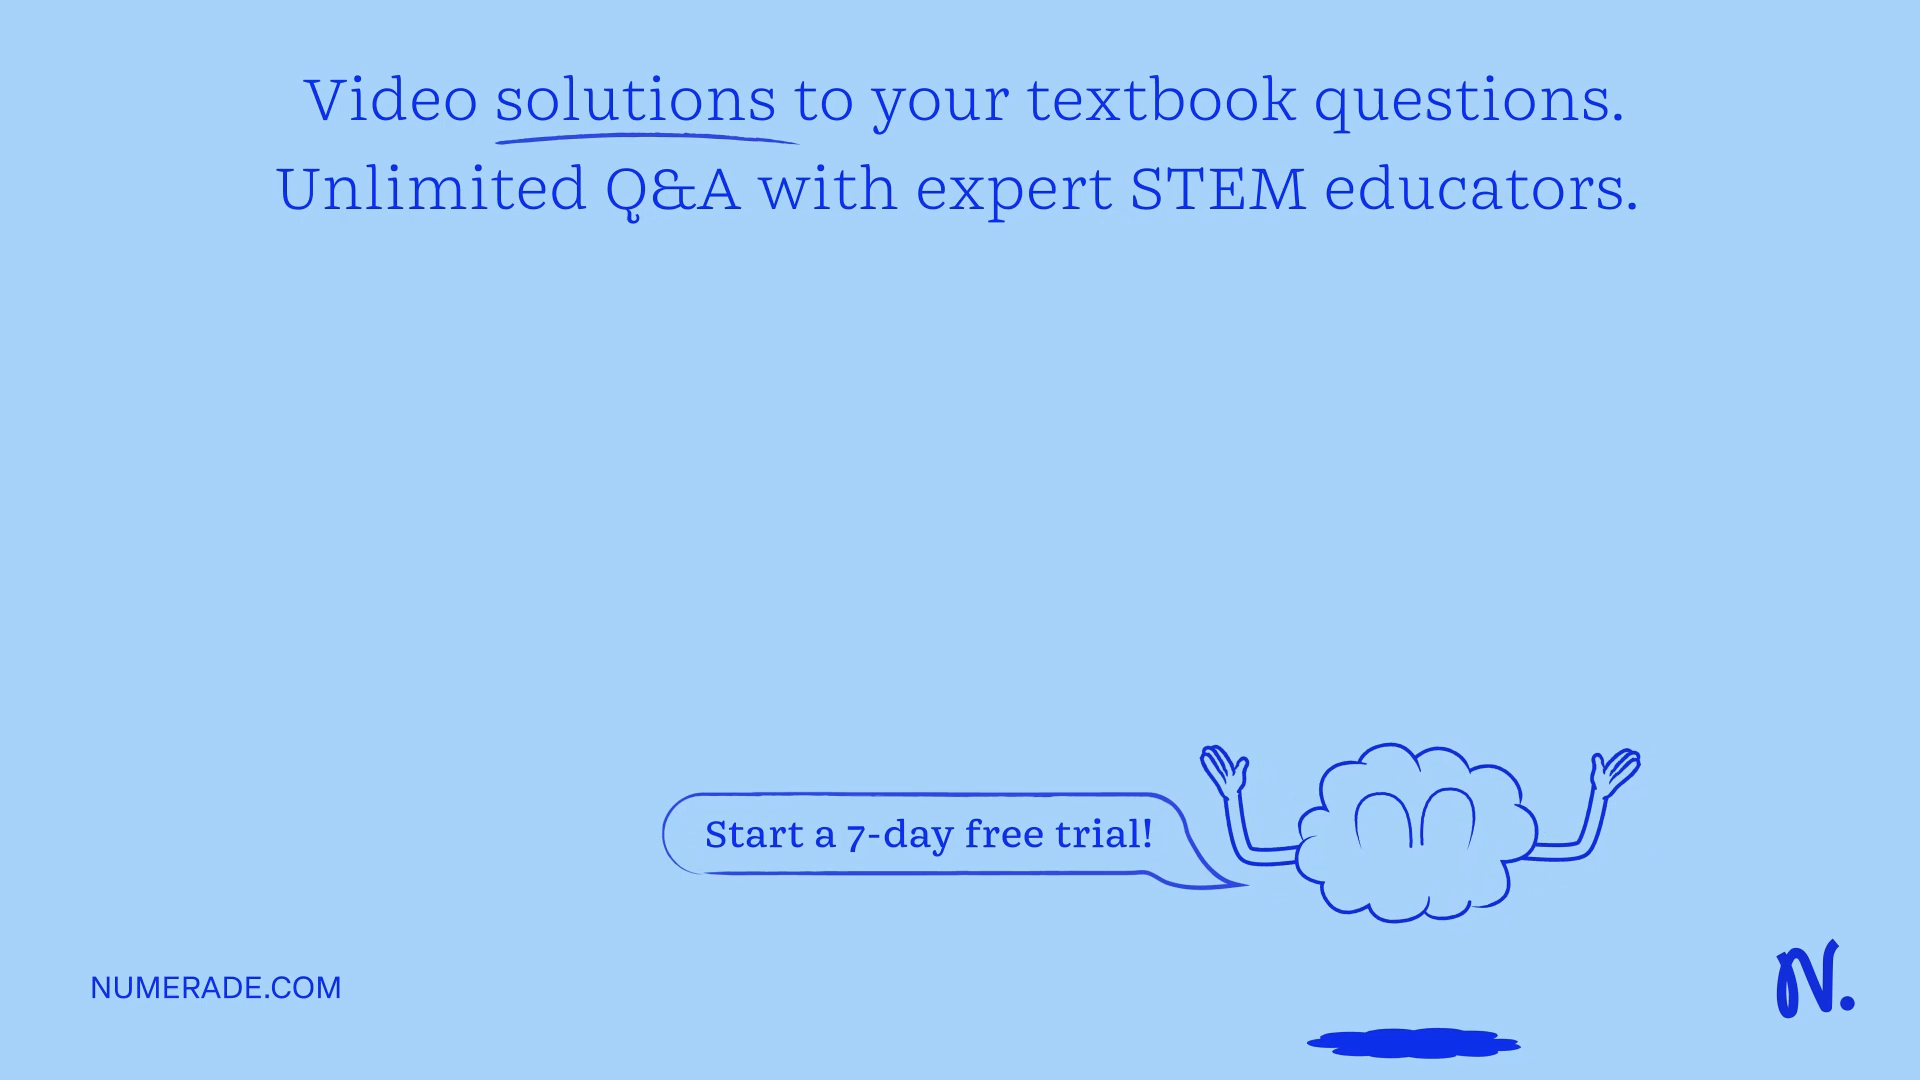 Video solutions to your textbook questions.
Unlimited Q&A with expert STEM educators.
Start a 7-day free trial!
NUMERADE.COM
N.